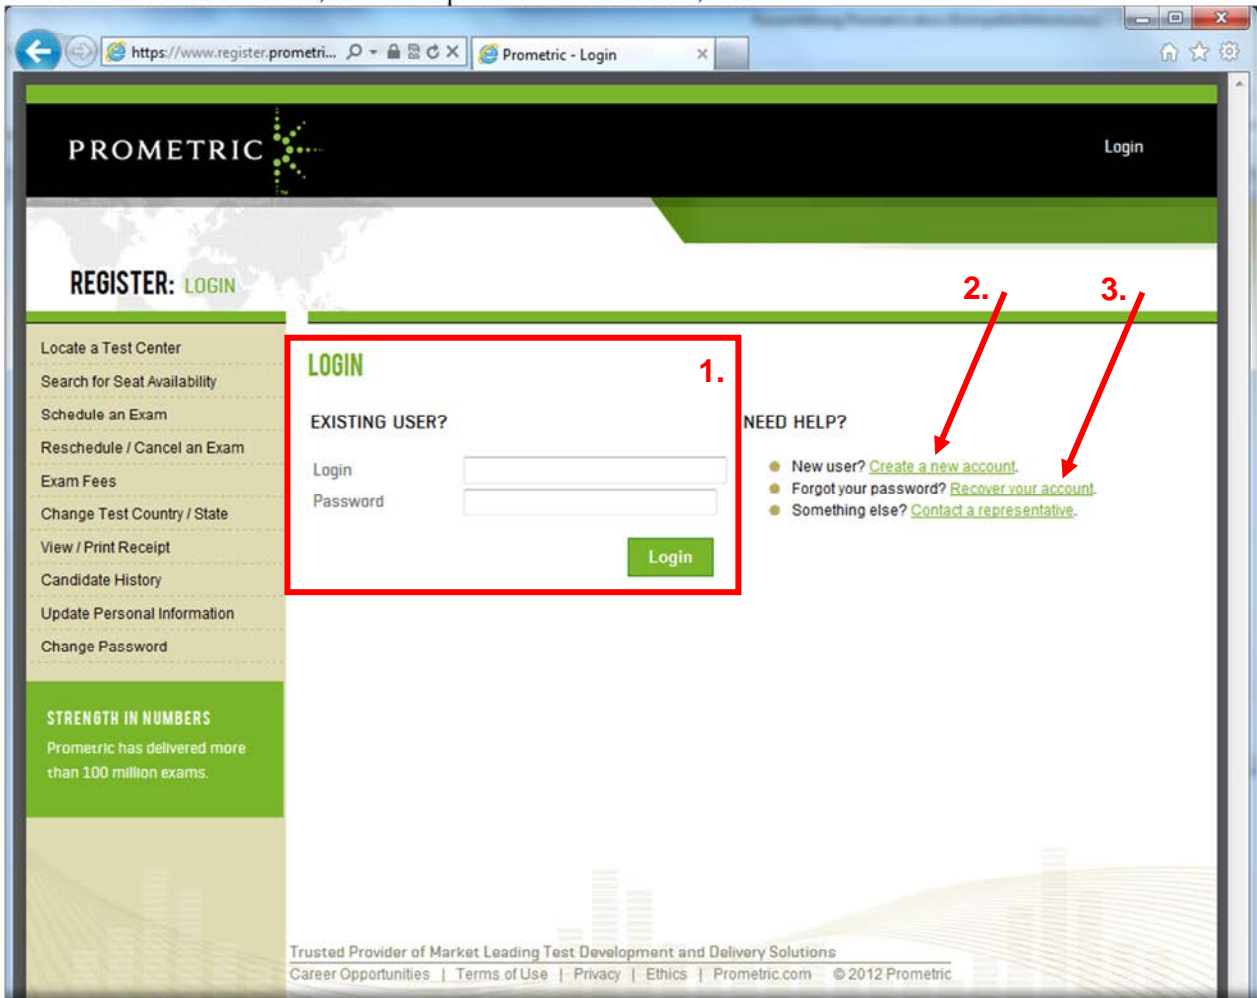 https://www.register.prometri...
Prometric - Login
PROMETRIC
Login
REGISTER: LOGIN
2.
3.
Locate a Test Center
Search for Seat Availability
Schedule an Exam
Reschedule / Cancel an Exam
Exam Fees
Change Test Country / State
View / Print Receipt
Candidate History
Update Personal Information
Change Password
LOGIN
1.
EXISTING USER?
Login
Password
Login
NEED HELP?
New user? Create a new account.
Forgot your password? Recover your account.
Something else? Contact a representative.
STRENGTH IN NUMBERS
Prometric has delivered more
than 100 million exams.
Trusted Provider of Market Leading Test Development and Delivery Solutions
Career Opportunities | Terms of Use | Privacy | Ethics | Prometric.com © 2012 Prometric